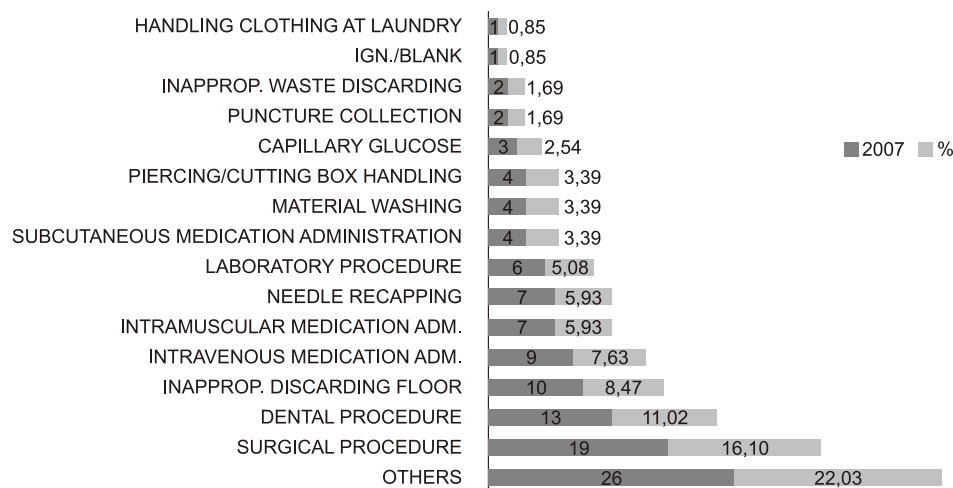 HANDLING CLOTHING AT LAUNDRY 1 0,85
IGN./BLANK 1 0,85
INAPPROP. WASTE DISCARDING 2 1,69
PUNCTURE COLLECTION 2 1,69
CAPILLARY GLUCOSE 3 2,54
2007 %
PIERCING/CUTTING BOX HANDLING 4 3,39
MATERIAL WASHING 4 3,39
SUBCUTANEOUS MEDICATION ADMINISTRATION 4 3,39
LABORATORY PROCEDURE 6 5,08
NEEDLE RECAPPING 7 5,93
INTRAMUSCULAR MEDICATION ADM. 7 5,93
INTRAVENOUS MEDICATION ADM. 9 7,63
INAPPROP. DISCARDING FLOOR 10 8,47
DENTAL PROCEDURE 13 11,02
SURGICAL PROCEDURE 19 16,10
OTHERS 26 22,03